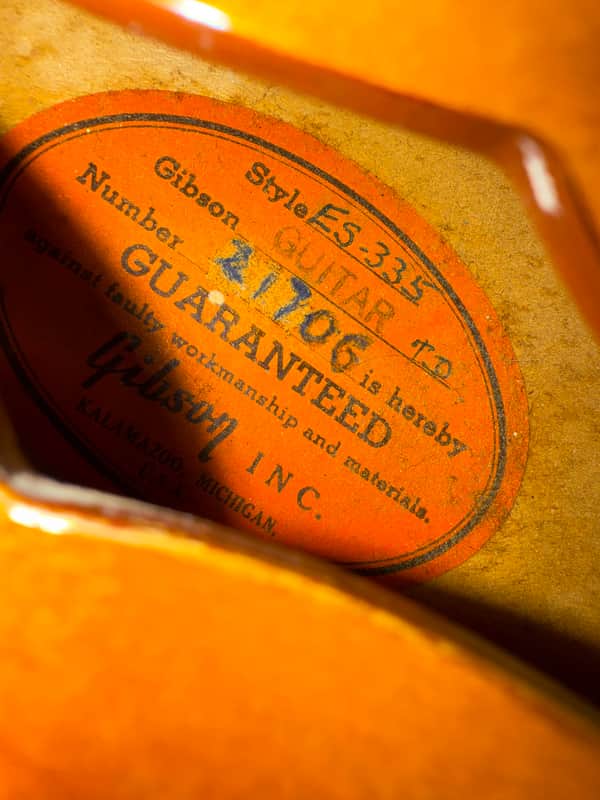 Style ES-335 TD
Gibson GUITAR
Number 21706 is hereby
GUARANTEED
against faulty workmanship and materials.
Gibson INC.
KALAMAZOO, MICHIGAN,
U.S.A.